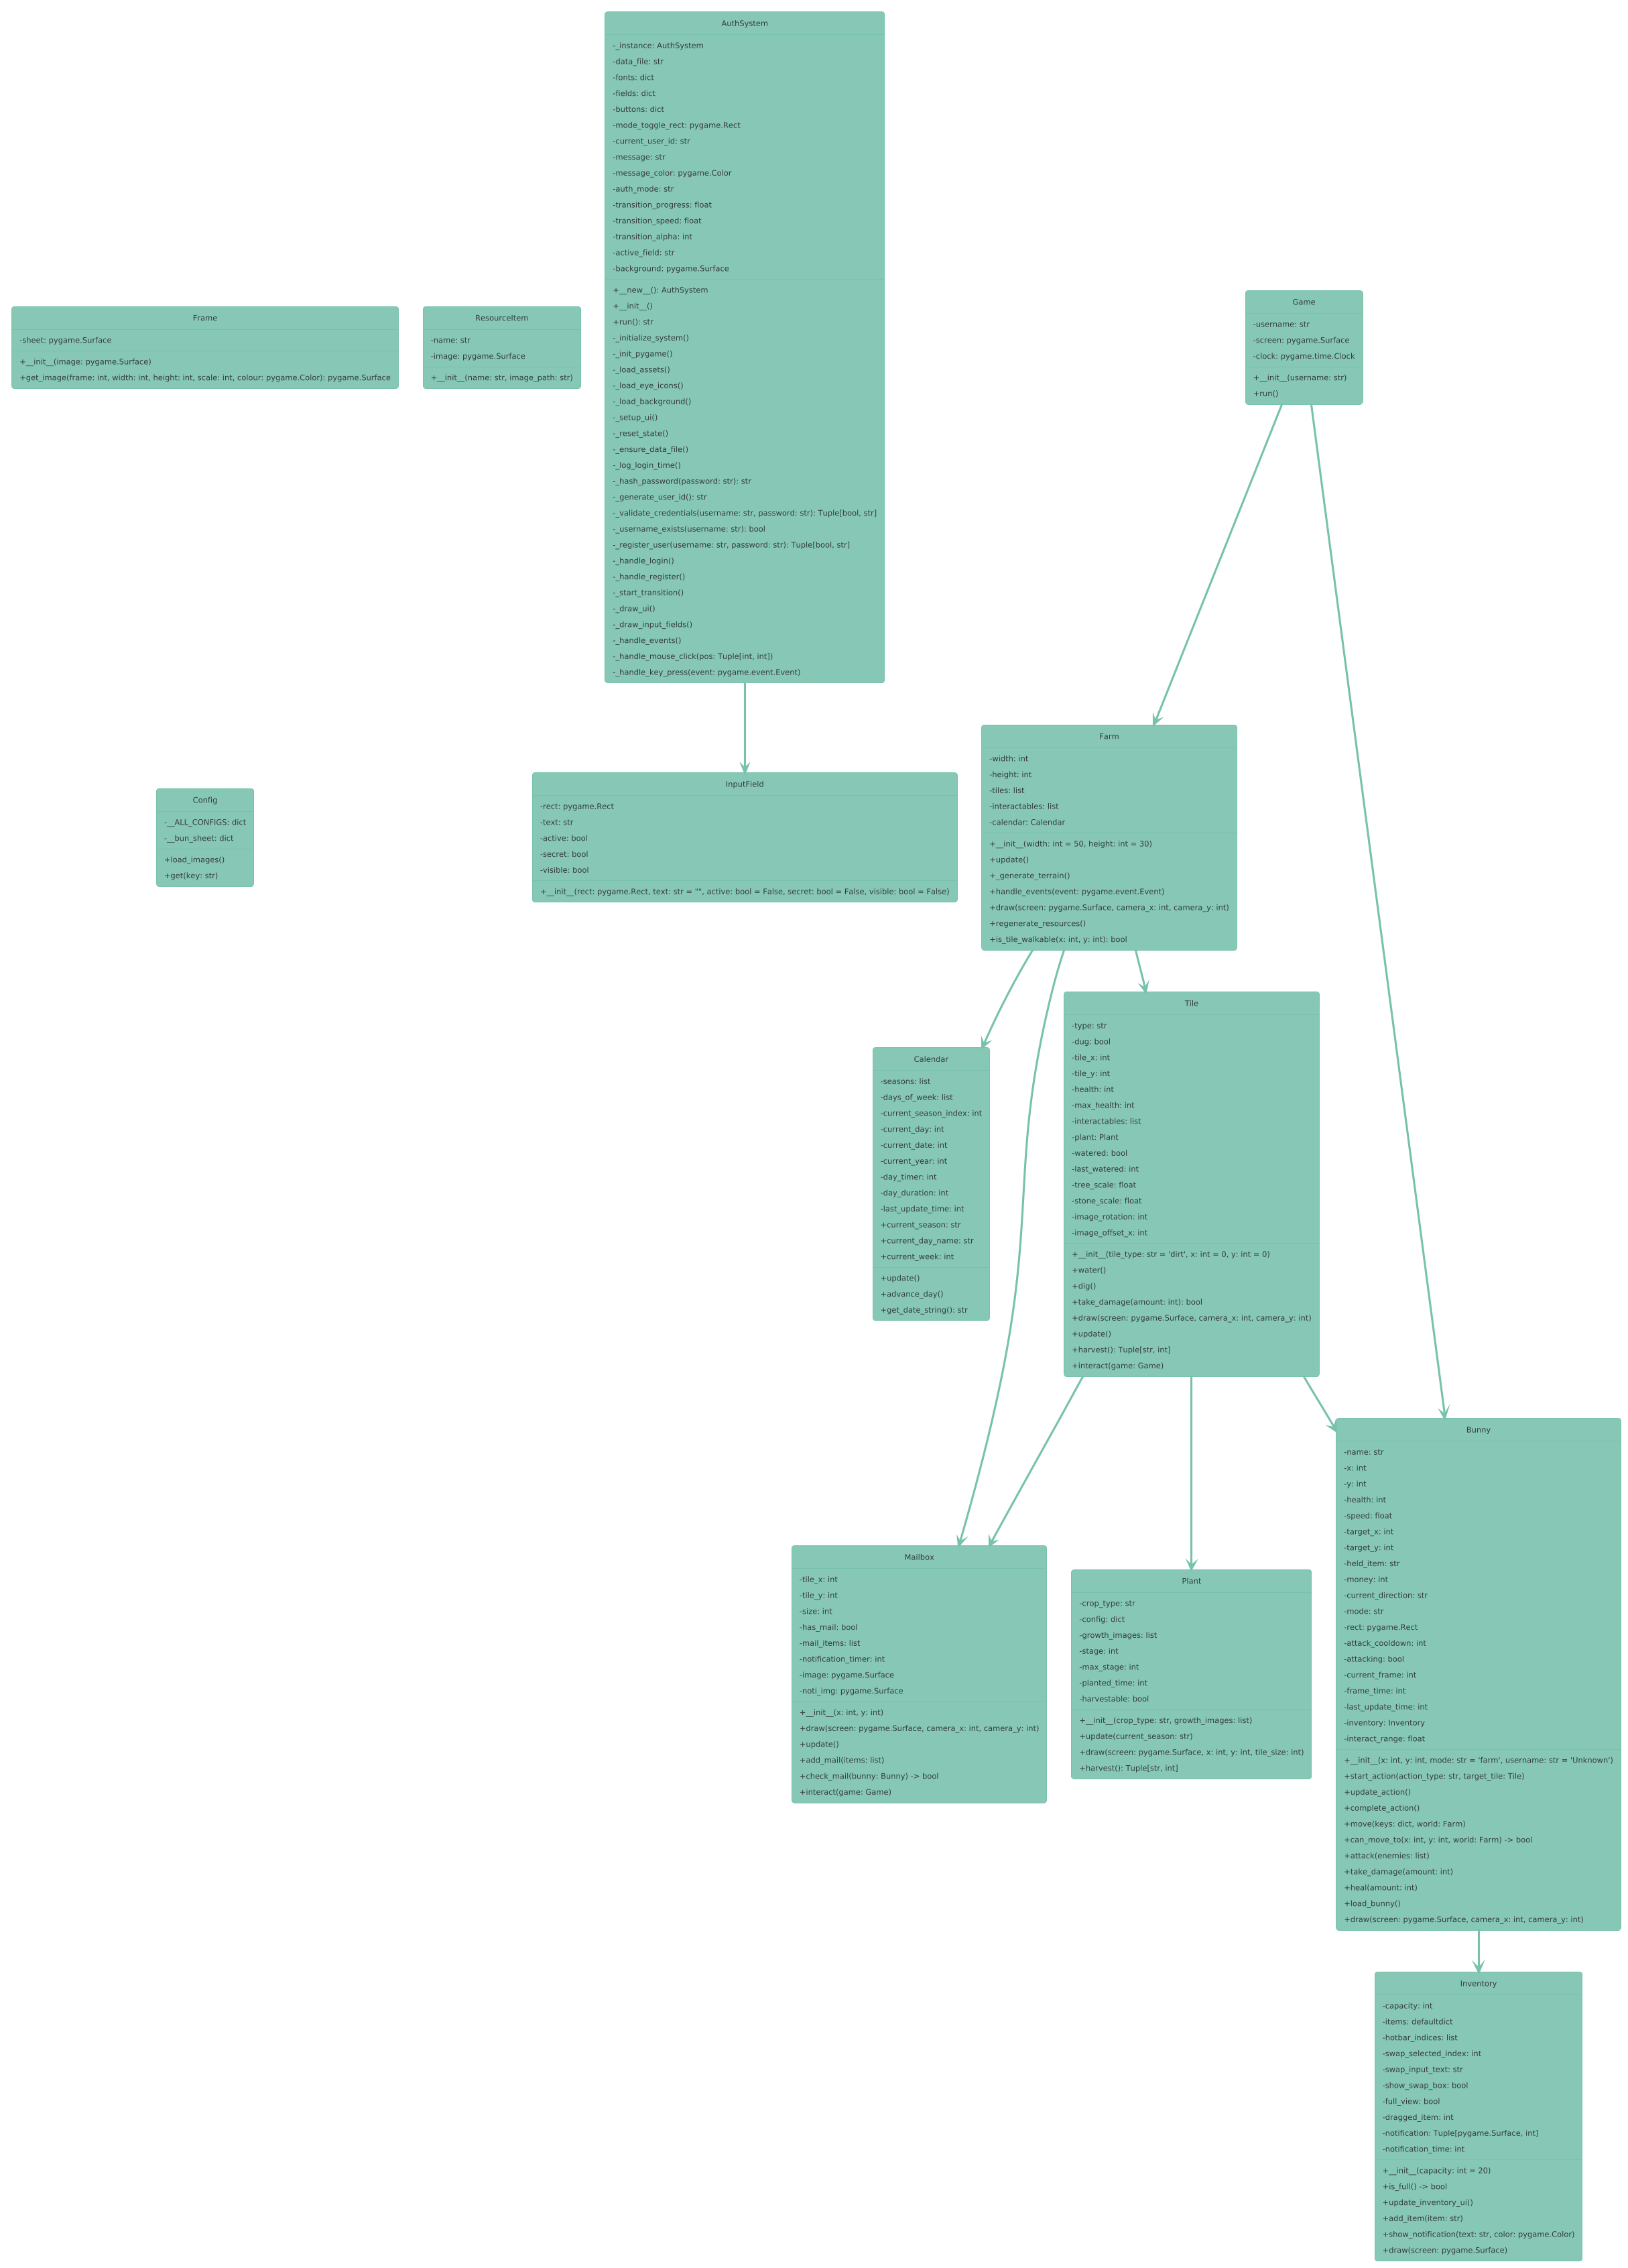 AuthSystem
-_instance: AuthSystem
-data_file: str
-fonts: dict
-fields: dict
-buttons: dict
-mode_toggle_rect: pygame.Rect
-current_user_id: str
-message: str
-message_color: pygame.Color
-auth_mode: str
-transition_progress: float
-transition_speed: float
-transition_alpha: int
-active_field: str
-background: pygame.Surface
+__new__(): AuthSystem
+__init__()
+run(): str
-_initialize_system()
-_init_pygame()
-_load_assets()
-_load_eye_icons()
-_load_background()
-_setup_ui()
-_reset_state()
-_ensure_data_file()
-_log_login_time()
-_hash_password(password: str): str
-_generate_user_id(): str
-_validate_credentials(username: str, password: str): Tuple[bool, str]
-_username_exists(username: str): bool
-_register_user(username: str, password: str): Tuple[bool, str]
-_handle_login()
-_handle_register()
-_start_transition()
-_draw_ui()
-_draw_input_fields()
-_handle_events()
-_handle_mouse_click(pos: Tuple[int, int])
-_handle_key_press(event: pygame.event.Event)
Frame
-sheet: pygame.Surface
+__init__(image: pygame.Surface)
+get_image(frame: int, width: int, height: int, scale: int, colour: pygame.Color): pygame.Surface
ResourceItem
-name: str
-image: pygame.Surface
+__init__(name: str, image_path: str)
Game
-username: str
-screen: pygame.Surface
-clock: pygame.time.Clock
+__init__(username: str)
+run()
Config
-__ALL_CONFIGS: dict
-__bun_sheet: dict
+load_images()
+get(key: str)
InputField
-rect: pygame.Rect
-text: str
-active: bool
-secret: bool
-visible: bool
+__init__(rect: pygame.Rect, text: str = "", active: bool = False, secret: bool = False, visible: bool = False)
Farm
-width: int
-height: int
-tiles: list
-interactables: list
-calendar: Calendar
+__init__(width: int = 50, height: int = 30)
+update()
+_generate_terrain()
+handle_events(event: pygame.event.Event)
+draw(screen: pygame.Surface, camera_x: int, camera_y: int)
+regenerate_resources()
+is_tile_walkable(x: int, y: int): bool
Calendar
-seasons: list
-days_of_week: list
-current_season_index: int
-current_day: int
-current_date: int
-current_year: int
-day_timer: int
-day_duration: int
-last_update_time: int
+current_season: str
+current_day_name: str
+current_week: int
+update()
+advance_day()
+get_date_string(): str
Tile
-type: str
-dug: bool
-tile_x: int
-tile_y: int
-health: int
-max_health: int
-interactables: list
-plant: Plant
-watered: bool
-last_watered: int
-tree_scale: float
-stone_scale: float
-image_rotation: int
-image_offset_x: int
+__init__(tile_type: str = 'dirt', x: int = 0, y: int = 0)
+water()
+dig()
+take_damage(amount: int): bool
+draw(screen: pygame.Surface, camera_x: int, camera_y: int)
+update()
+harvest(): Tuple[str, int]
+interact(game: Game)
Mailbox
-tile_x: int
-tile_y: int
-size: int
-has_mail: bool
-mail_items: list
-notification_timer: int
-image: pygame.Surface
-noti_img: pygame.Surface
+__init__(x: int, y: int)
+draw(screen: pygame.Surface, camera_x: int, camera_y: int)
+update()
+add_mail(items: list)
+check_mail(bunny: Bunny) -> bool
+interact(game: Game)
Plant
-crop_type: str
-config: dict
-growth_images: list
-stage: int
-max_stage: int
-planted_time: int
-harvestable: bool
+__init__(crop_type: str, growth_images: list)
+update(current_season: str)
+draw(screen: pygame.Surface, x: int, y: int, tile_size: int)
+harvest(): Tuple[str, int]
Bunny
-name: str
-x: int
-y: int
-health: int
-speed: float
-target_x: int
-target_y: int
-held_item: str
-money: int
-current_direction: str
-mode: str
-rect: pygame.Rect
-attack_cooldown: int
-attacking: bool
-current_frame: int
-frame_time: int
-last_update_time: int
-inventory: Inventory
-interact_range: float
+__init__(x: int, y: int, mode: str = 'farm', username: str = 'Unknown')
+start_action(action_type: str, target_tile: Tile)
+update_action()
+complete_action()
+move(keys: dict, world: Farm)
+can_move_to(x: int, y: int, world: Farm) -> bool
+attack(enemies: list)
+take_damage(amount: int)
+heal(amount: int)
+load_bunny()
+draw(screen: pygame.Surface, camera_x: int, camera_y: int)
Inventory
-capacity: int
-items: defaultdict
-hotbar_indices: list
-swap_selected_index: int
-swap_input_text: str
-show_swap_box: bool
-full_view: bool
-dragged_item: int
-notification: Tuple[pygame.Surface, int]
-notification_time: int
+__init__(capacity: int = 20)
+is_full() -> bool
+update_inventory_ui()
+add_item(item: str)
+show_notification(text: str, color: pygame.Color)
+draw(screen: pygame.Surface)